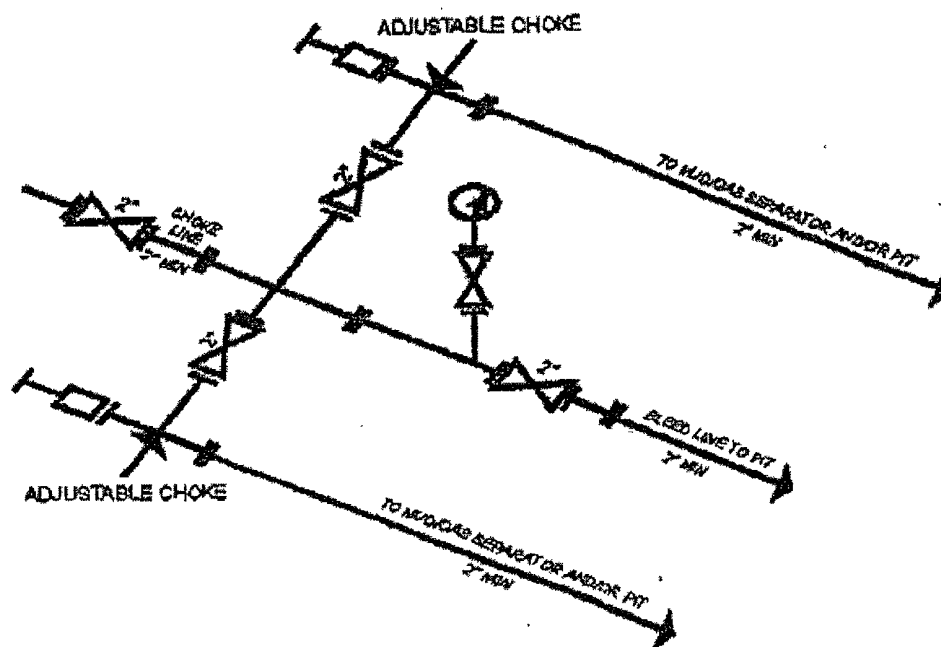 ADJUSTABLE CHOKE
TO MUD/GAS SEPARATOR AND/OR PIT
2" MIN
2"
CHOKE
LINE
2" MIN
2"
2"
2"
BLEED LINE TO PIT
2" MIN
ADJUSTABLE CHOKE
TO MUD/GAS SEPARATOR AND/OR PIT
2" MIN